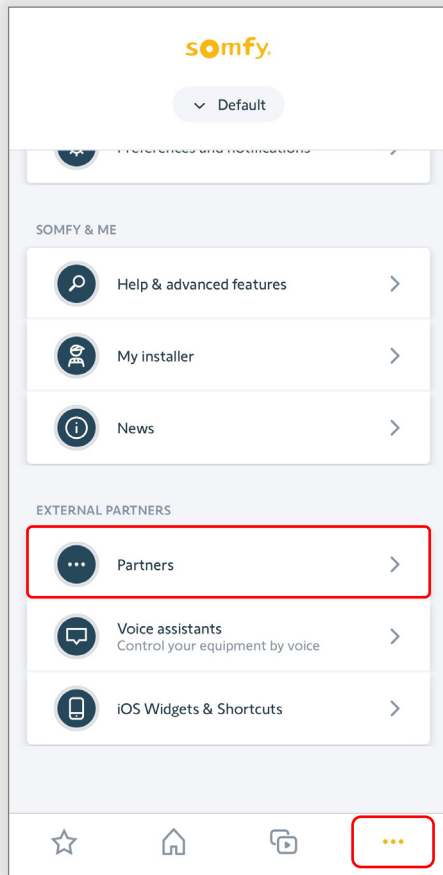 somfy.
Default
Preferences and notifications
SOMFY & ME
Help & advanced features
My installer
News
EXTERNAL PARTNERS
Partners
Voice assistants
Control your equipment by voice
iOS Widgets & Shortcuts